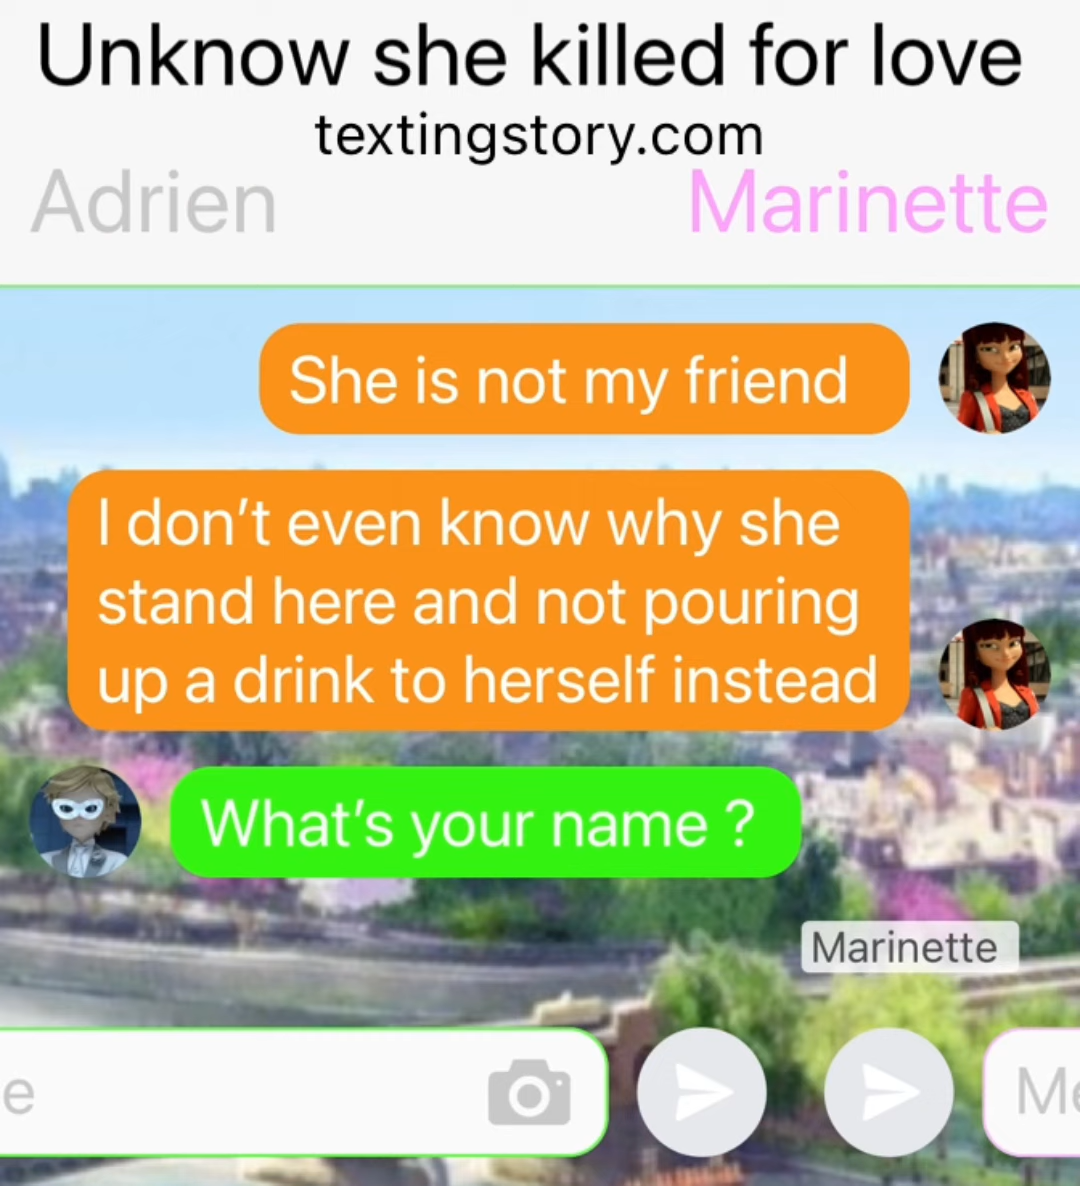 Unknow she killed for love
textingstory.com
Adrien Marinette
She is not my friend
I don't even know why she
stand here and not pouring
up a drink to herself instead
What's your name ?
Marinette
e Me